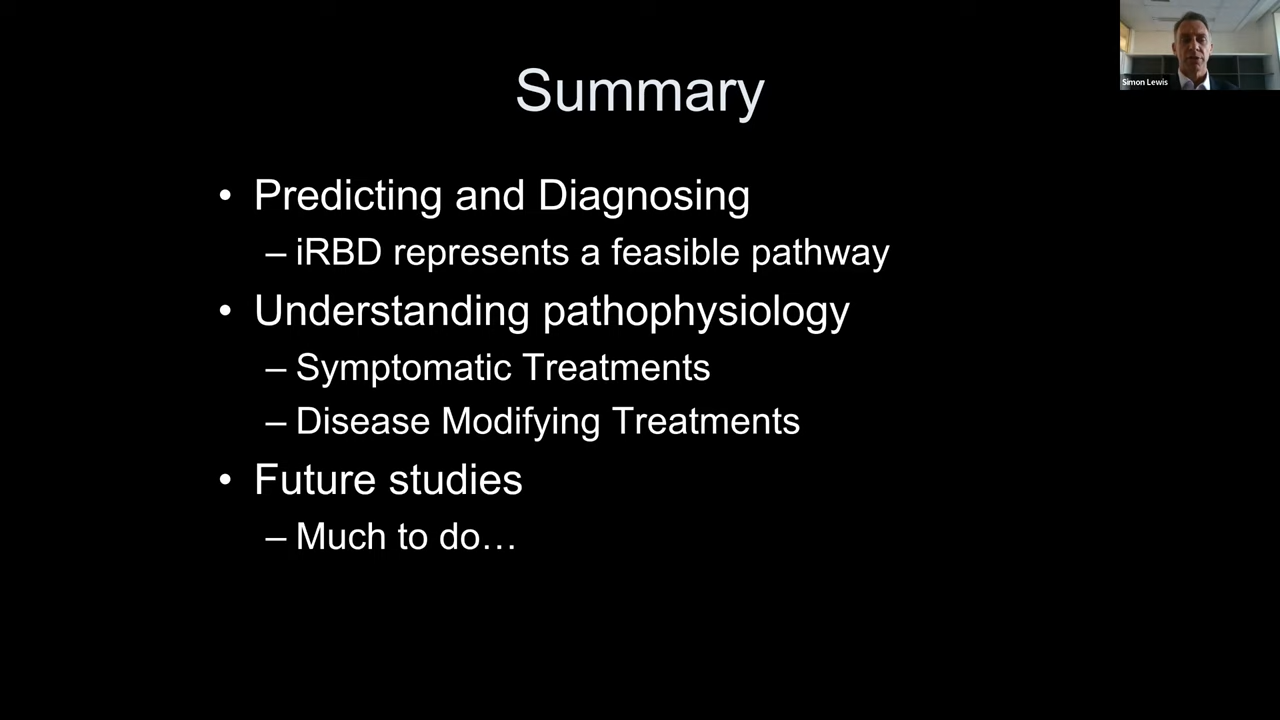 Simon Lewis
Summary
• Predicting and Diagnosing
– iRBD represents a feasible pathway
• Understanding pathophysiology
– Symptomatic Treatments
– Disease Modifying Treatments
• Future studies
– Much to do…